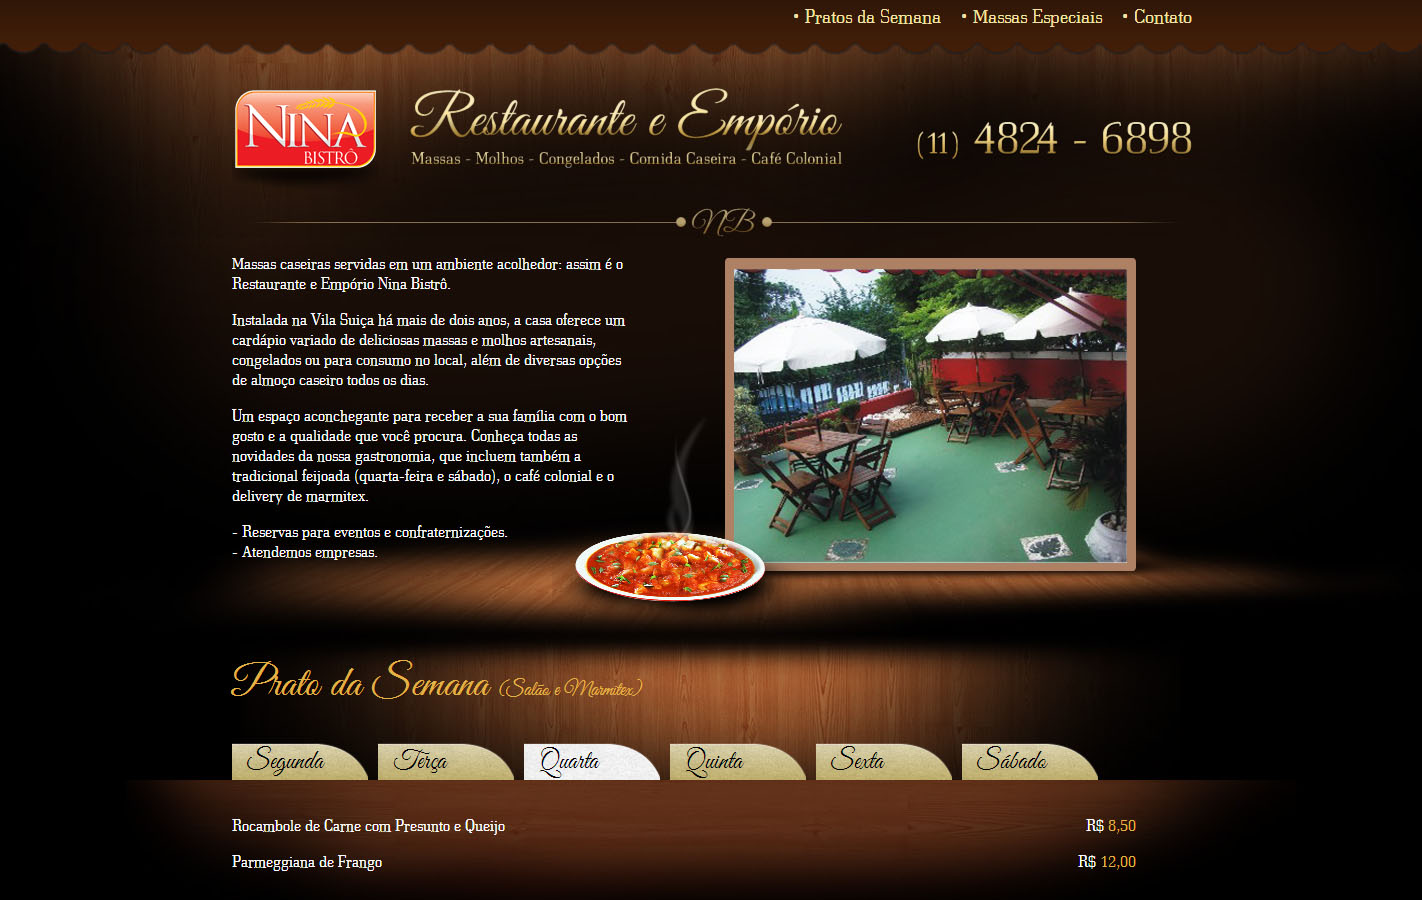 • Pratos da Semana • Massas Especiais • Contato
NINA
BISTRÔ
Restaurante e Empório
Massas - Molhos - Congelados - Comida Caseira - Café Colonial
(11) 4824 - 6898
NB
Massas caseiras servidas em um ambiente acolhedor: assim é o
Restaurante e Empório Nina Bistrô.
Instalada na Vila Suiça há mais de dois anos, a casa oferece um
cardápio variado de deliciosas massas e molhos artesanais,
congelados ou para consumo no local, além de diversas opções
de almoço caseiro todos os dias.
Um espaço aconchegante para receber a sua família com o bom
gosto e a qualidade que você procura. Conheça todas as
novidades da nossa gastronomia, que incluem também a
tradicional feijoada (quarta-feira e sábado), o café colonial e o
delivery de marmitex.
- Reservas para eventos e confraternizações.
- Atendemos empresas.
Prato da Semana (Salão e Marmitex)
Segunda Terça Quarta Quinta Sexta Sábado
Rocambole de Carne com Presunto e Queijo R$ 8,50
Parmeggiana de Frango R$ 12,00